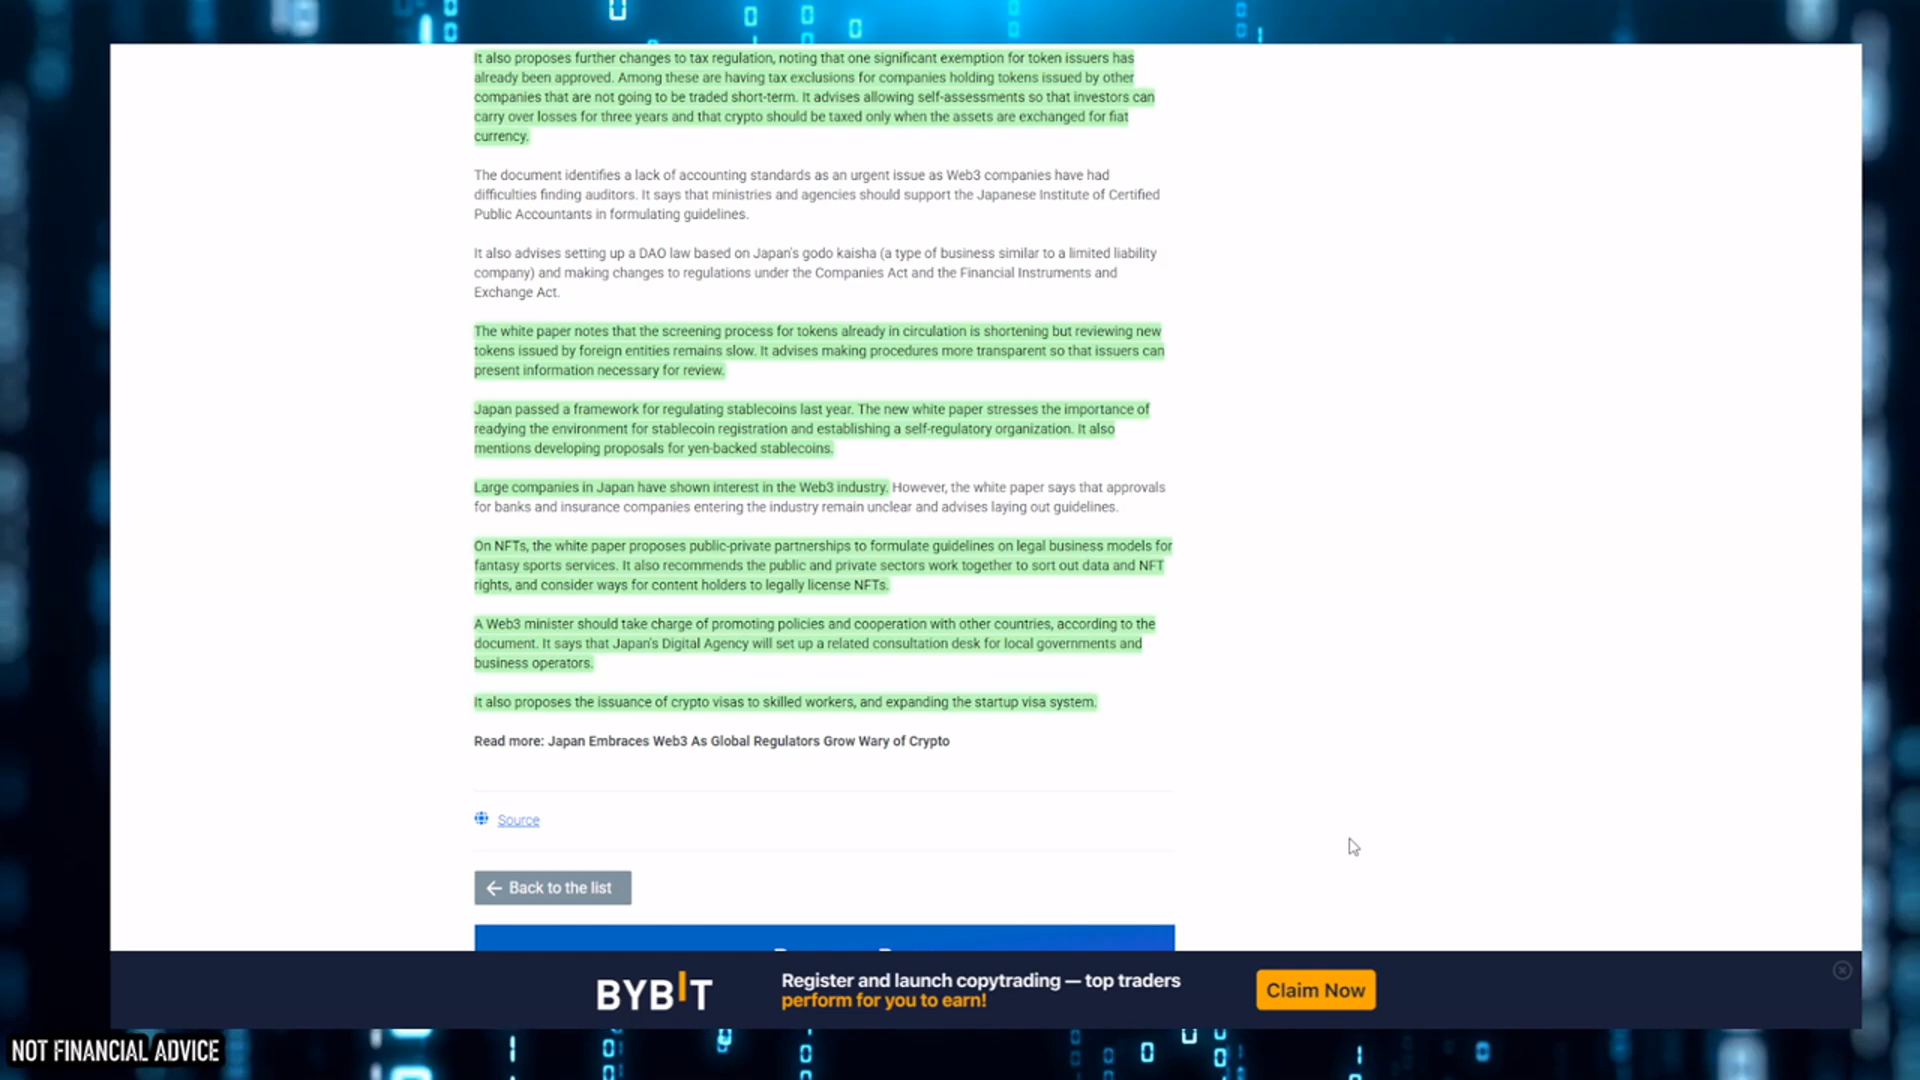 It also proposes further changes to tax regulation, noting that one significant exemption for token issuers has
already been approved. Among these are having tax exclusions for companies holding tokens issued by other
companies that are not going to be traded short-term. It advises allowing self-assessments so that investors can
carry over losses for three years and that crypto should be taxed only when the assets are exchanged for fiat
currency.
The document identifies a lack of accounting standards as an urgent issue as Web3 companies have had
difficulties finding auditors. It says that ministries and agencies should support the Japanese Institute of Certified
Public Accountants in formulating guidelines.
It also advises setting up a DAO law based on Japan's godo kaisha (a type of business similar to a limited liability
company) and making changes to regulations under the Companies Act and the Financial Instruments and
Exchange Act.
The white paper notes that the screening process for tokens already in circulation is shortening but reviewing new
tokens issued by foreign entities remains slow. It advises making procedures more transparent so that issuers can
present information necessary for review.
Japan passed a framework for regulating stablecoins last year. The new white paper stresses the importance of
readying the environment for stablecoin registration and establishing a self-regulatory organization. It also
mentions developing proposals for yen-backed stablecoins.
Large companies in Japan have shown interest in the Web3 industry. However, the white paper says that approvals
for banks and insurance companies entering the industry remain unclear and advises laying out guidelines.
On NFTs, the white paper proposes public-private partnerships to formulate guidelines on legal business models for
fantasy sports services. It also recommends the public and private sectors work together to sort out data and NFT
rights, and consider ways for content holders to legally license NFTs.
A Web3 minister should take charge of promoting policies and cooperation with other countries, according to the
document. It says that Japan's Digital Agency will set up a related consultation desk for local governments and
business operators.
It also proposes the issuance of crypto visas to skilled workers, and expanding the startup visa system.
Read more: Japan Embraces Web3 As Global Regulators Grow Wary of Crypto
Source
Back to the list
BYBIT
Register and launch copytrading — top traders
perform for you to earn!
Claim Now
NOT FINANCIAL ADVICE